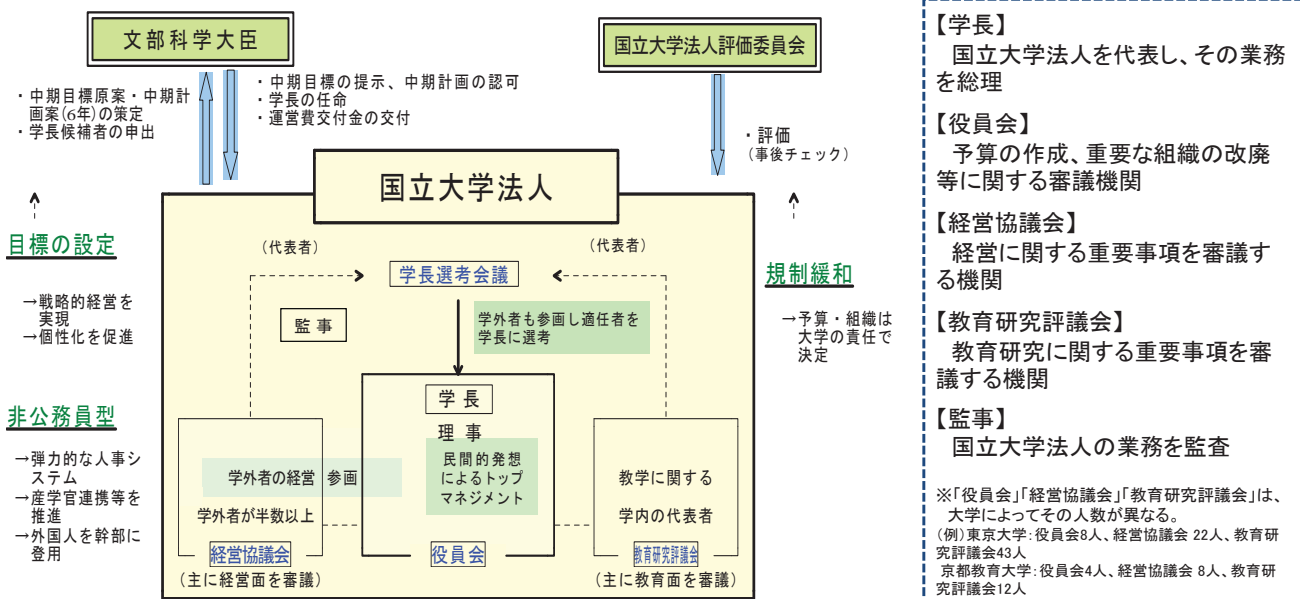 文部科学大臣
国立大学法人評価委員会
・中期目標原案・中期計
画案(6年)の策定
・学長候補者の申出
・中期目標の提示、中期計画の認可
・学長の任命
・運営費交付金の交付
・評価
（事後チェック）
国立大学法人
目標の設定
→戦略的経営を
実現
→個性化を促進
非公務員型
→弾力的な人事シ
ステム
→産学官連携等を
推進
→外国人を幹部に
登用
（代表者）
（代表者）
学長選考会議
監事
学外者も参画し適任者を
学長に選考
学長
理事
民間的発想
によるトップ
マネジメント
役員会
学外者の経営 参画
学外者が半数以上
経営協議会
（主に経営面を審議）
教学に関する
学内の代表者
教育研究評議会
（主に教育面を審議）
規制緩和
→予算・組織は
大学の責任で
決定
【学長】
国立大学法人を代表し、その業務
を総理
【役員会】
予算の作成、重要な組織の改廃
等に関する審議機関
【経営協議会】
経営に関する重要事項を審議す
る機関
【教育研究評議会】
教育研究に関する重要事項を審
議する機関
【監事】
国立大学法人の業務を監査
※「役員会」「経営協議会」「教育研究評議会」は、
大学によってその人数が異なる。
(例)東京大学：役員会8人、経営協議会 22人、教育研
究評議会43人
京都教育大学：役員会4人、経営協議会 8人、教育研
究評議会12人